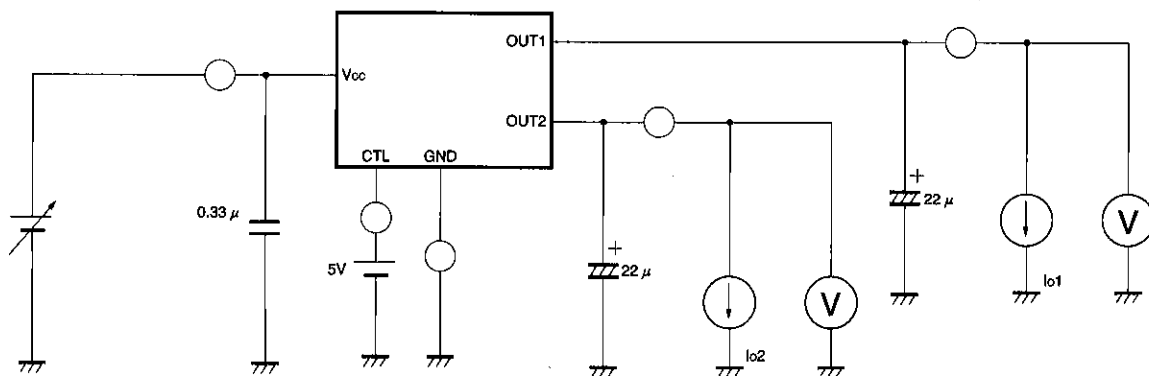 OUT1
Vcc
OUT2
CTL GND
0.33 μ
5V
22 μ
22 μ
V
V
Io1
Io2